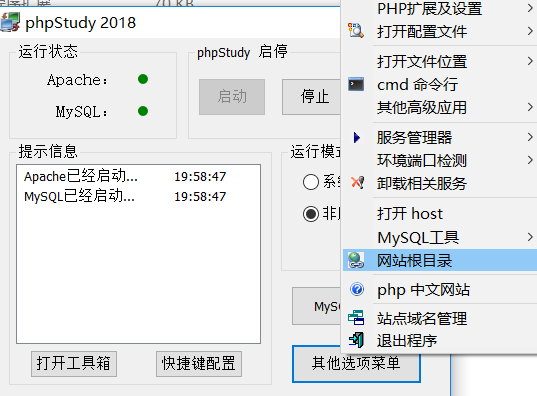 phpStudy 2018
运行状态
Apache：
MySQL：
phpStudy 启停
启动
停止
提示信息
Apache已经启动... 19:58:47
MySQL已经启动... 19:58:47
打开工具箱
快捷键配置
运行模
MySQ
其他选项菜单
PHP扩展及设置
打开配置文件
打开文件位置
cmd 命令行
其他高级应用
服务管理器
环境端口检测
卸载相关服务
打开 host
MySQL工具
网站根目录
php 中文网站
站点域名管理
退出程序